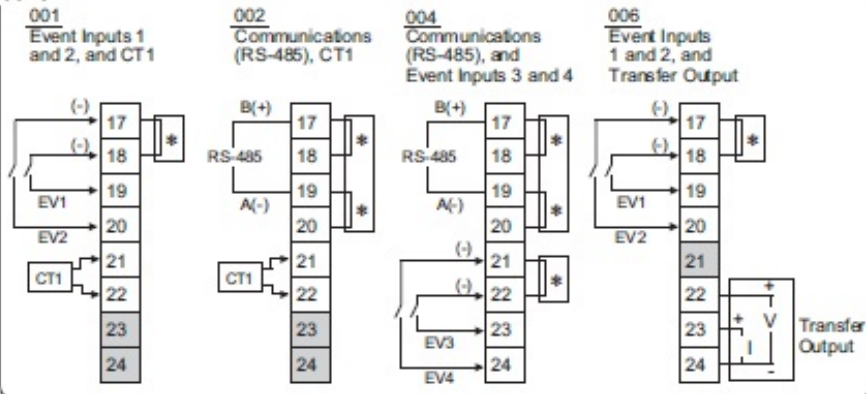 001
Event Inputs 1
and 2, and CT1
(-)
17
*
(-)
18
19
EV1
20
EV2
21
CT1
22
23
24
002
Communications
(RS-485), CT1
B(+)
17
*
18
RS-485
19
A(-)
*
20
21
CT1
22
23
24
004
Communications
(RS-485), and
Event Inputs 3 and 4
B(+)
17
*
18
RS-485
19
A(-)
*
20
(-)
21
*
(-)
22
23
EV3
24
EV4
006
Event Inputs
1 and 2, and
Transfer Output
(-)
17
*
(-)
18
19
EV1
20
EV2
21
22
+
23
+
V
I
24
-
Transfer
Output